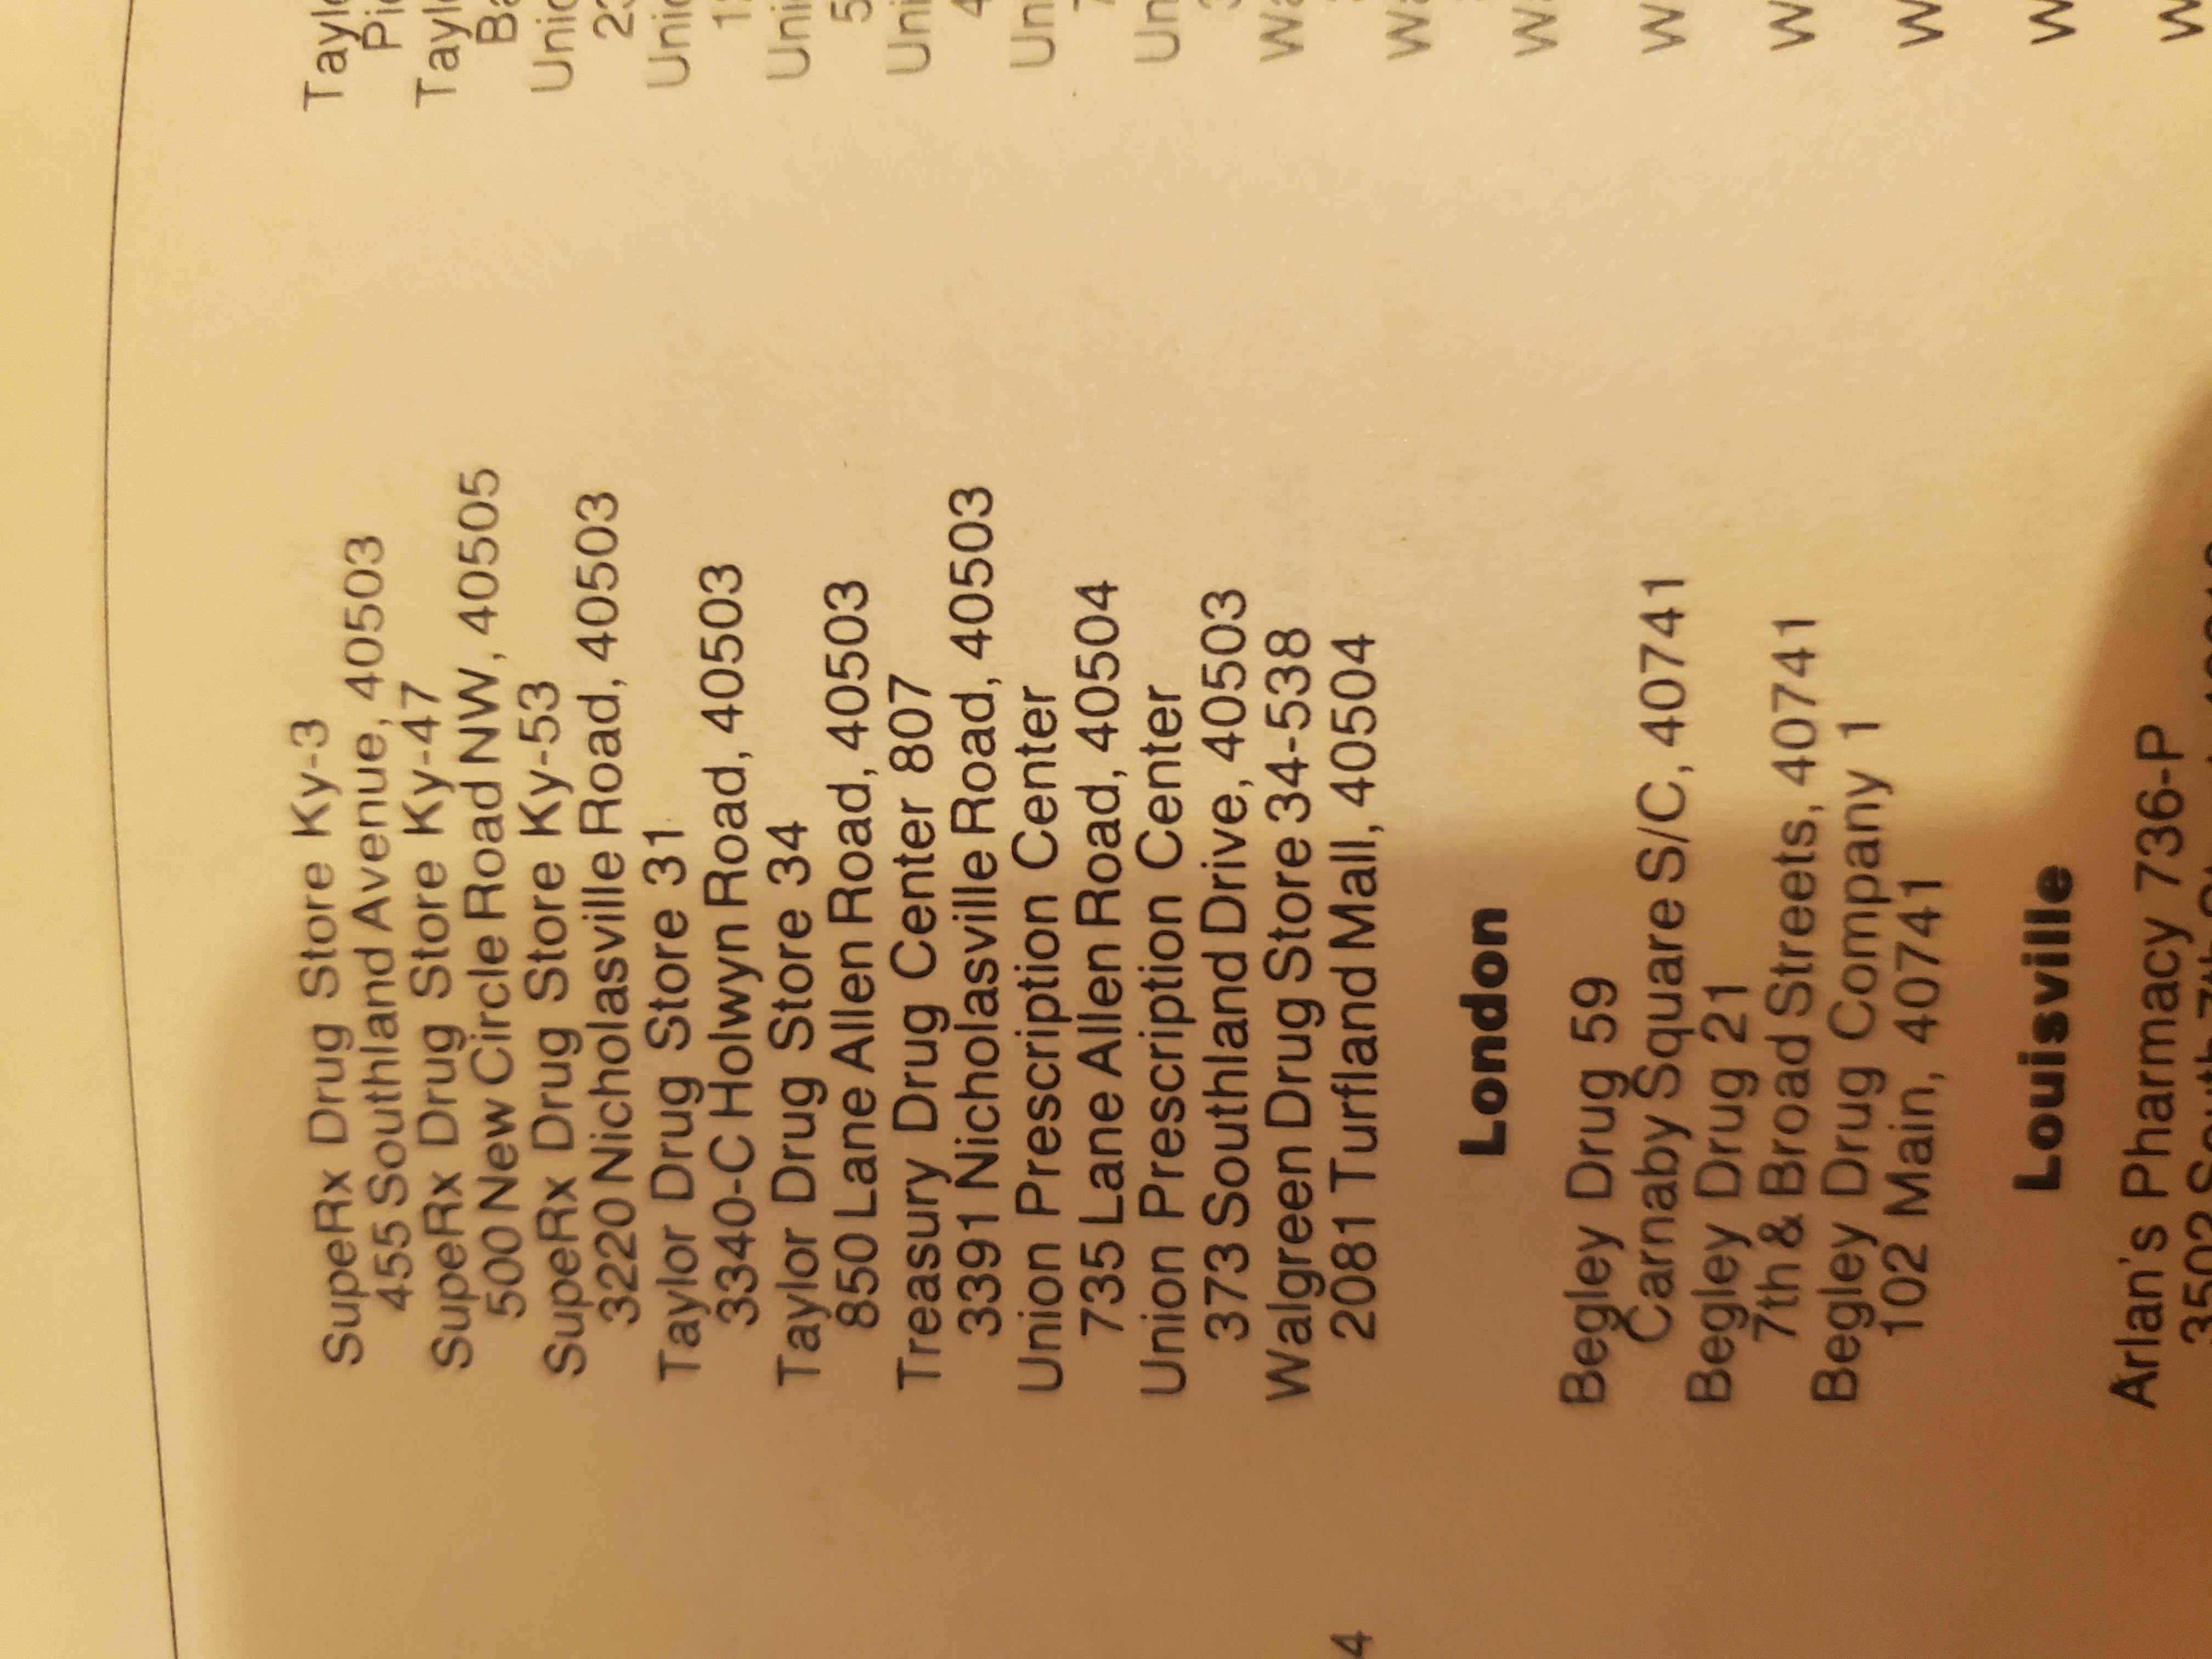 SupeRx Drug Store Ky-3
455 Southland Avenue, 40503
SupeRx Drug Store Ky-47
500 New Circle Road NW, 40505
SupeRx Drug Store Ky-53
3220 Nicholasville Road, 40503
Taylor Drug Store 31
3340-C Holwyn Road, 40503
Taylor Drug Store 34
850 Lane Allen Road, 40503
Treasury Drug Center 807
3391 Nicholasville Road, 40503
Union Prescription Center
735 Lane Allen Road, 40504
Union Prescription Center
373 Southland Drive, 40503
Walgreen Drug Store 34-538
2081 Turfland Mall, 40504
London
Begley Drug 59
Carnaby Square S/C, 40741
Begley Drug 21
7th & Broad Streets, 40741
Begley Drug Company 1
102 Main, 40741
Louisville
Arlan's Pharmacy 736-P
3502 South 7th
4